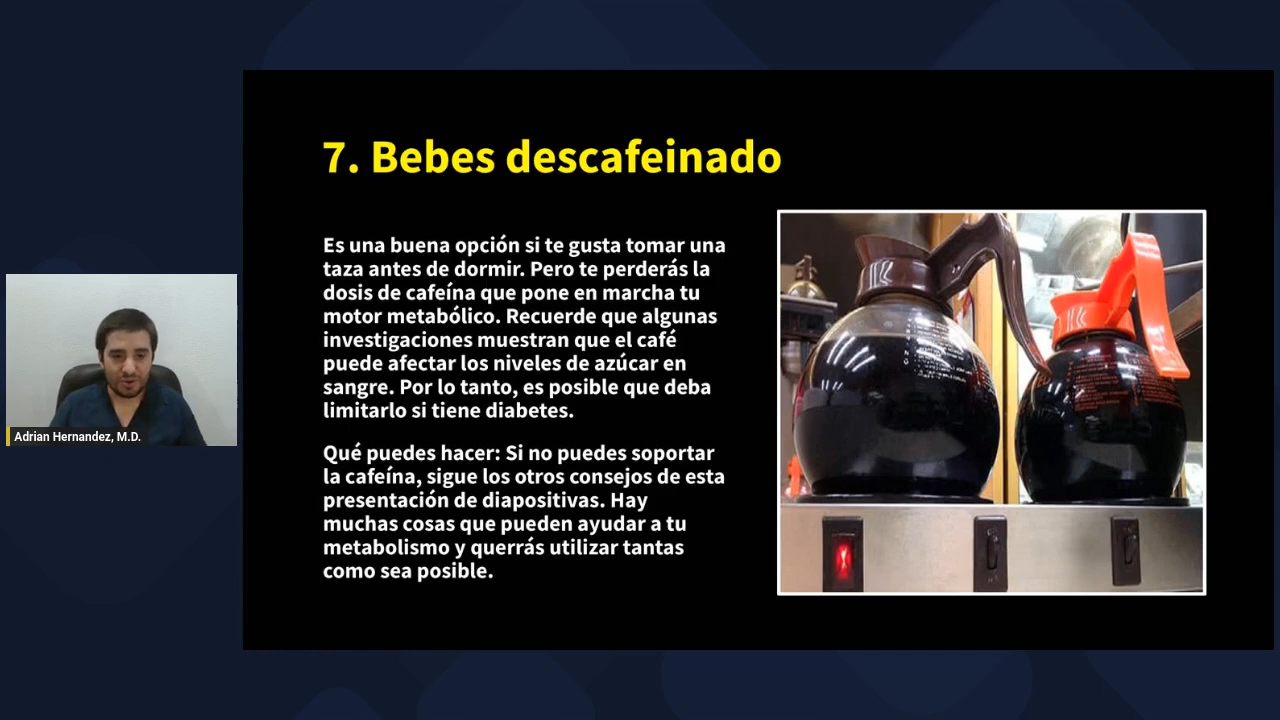 7. Bebes descafeinado
Es una buena opción si te gusta tomar una
taza antes de dormir. Pero te perderás la
dosis de cafeína que pone en marcha tu
motor metabólico. Recuerde que algunas
investigaciones muestran que el café
puede afectar los niveles de azúcar en
sangre. Por lo tanto, es posible que deba
limitarlo si tiene diabetes.
Qué puedes hacer: Si no puedes soportar
la cafeína, sigue los otros consejos de esta
presentación de diapositivas. Hay
muchas cosas que pueden ayudar a tu
metabolismo y querrás utilizar tantas
como sea posible.
Adrian Hernandez, M.D.